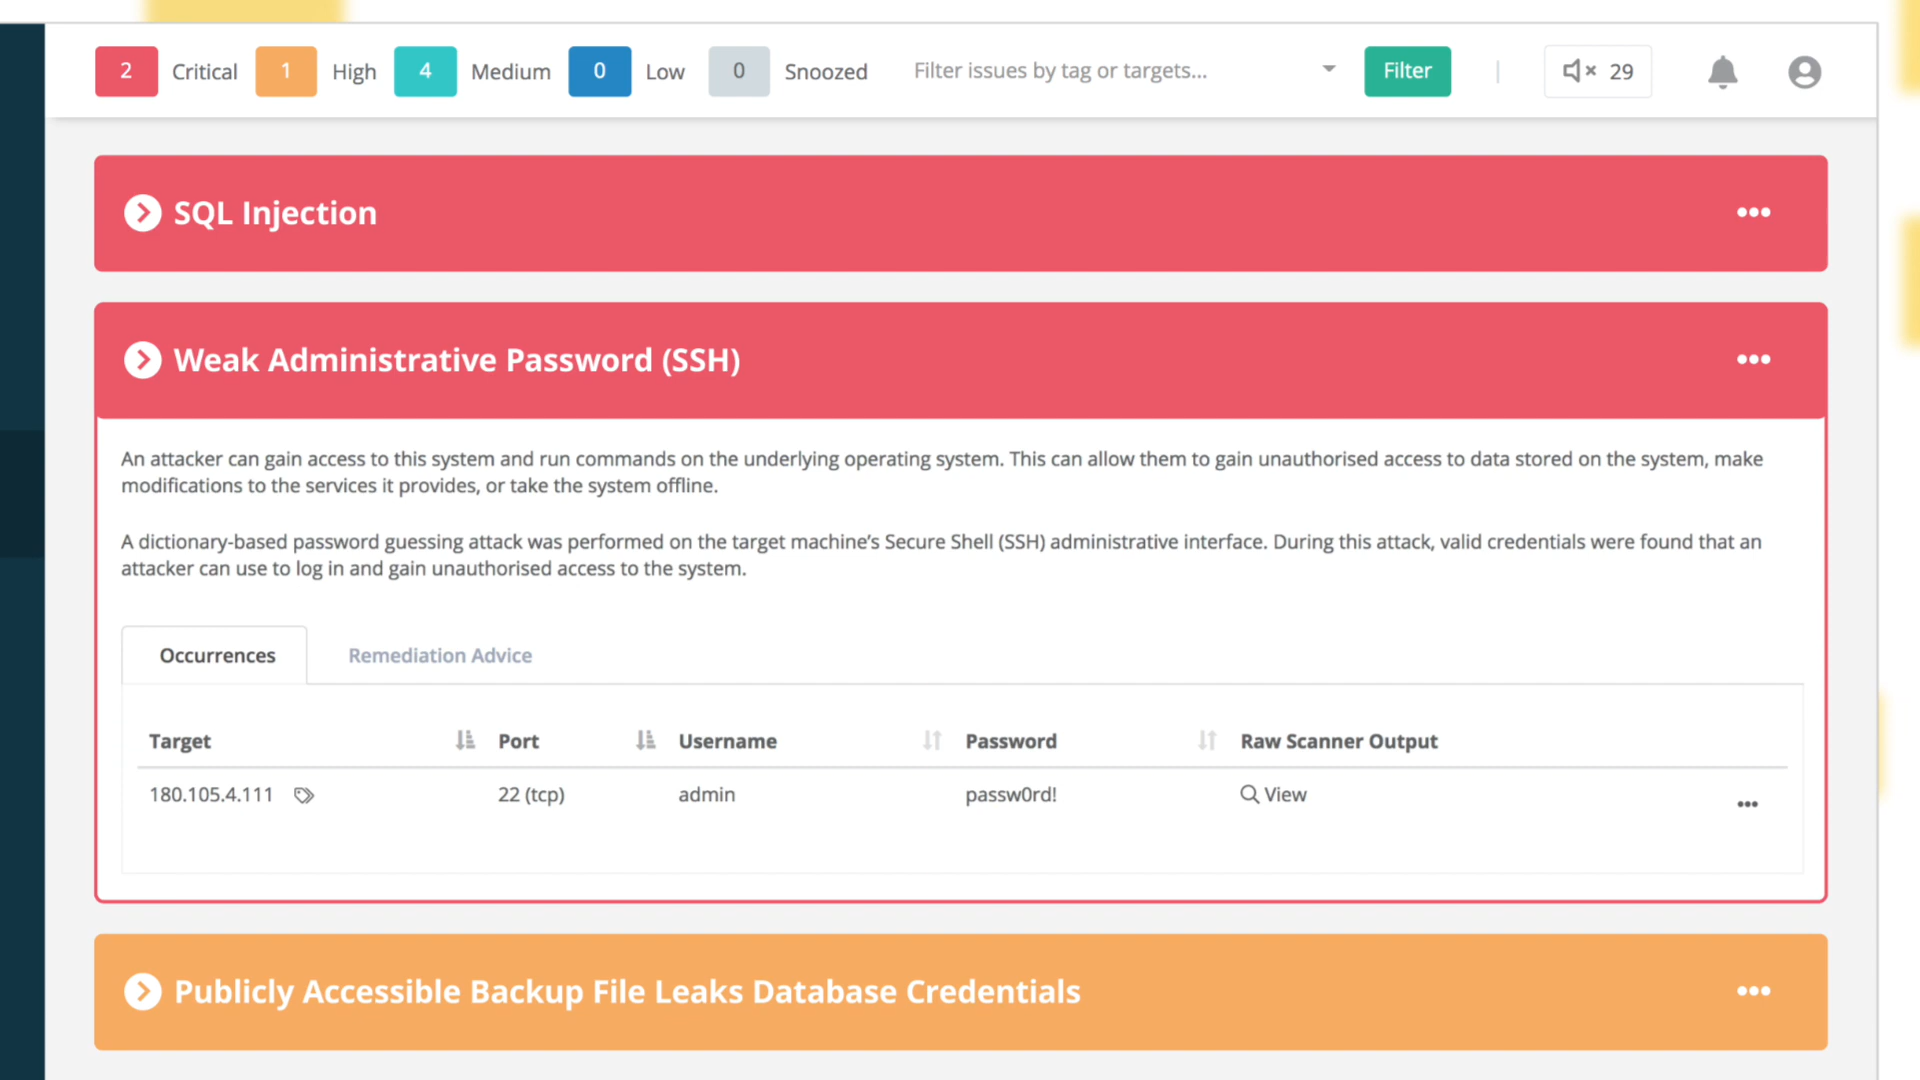 2 Critical 1 High 4 Medium 0 Low 0 Snoozed Filter issues by tag or targets... Filter 29
SQL Injection
Weak Administrative Password (SSH)
An attacker can gain access to this system and run commands on the underlying operating system. This can allow them to gain unauthorised access to data stored on the system, make
modifications to the services it provides, or take the system offline.
A dictionary-based password guessing attack was performed on the target machine’s Secure Shell (SSH) administrative interface. During this attack, valid credentials were found that an
attacker can use to log in and gain unauthorised access to the system.
Occurrences Remediation Advice
Target Port Username Password Raw Scanner Output
180.105.4.111 22 (tcp) admin passw0rd! View
Publicly Accessible Backup File Leaks Database Credentials